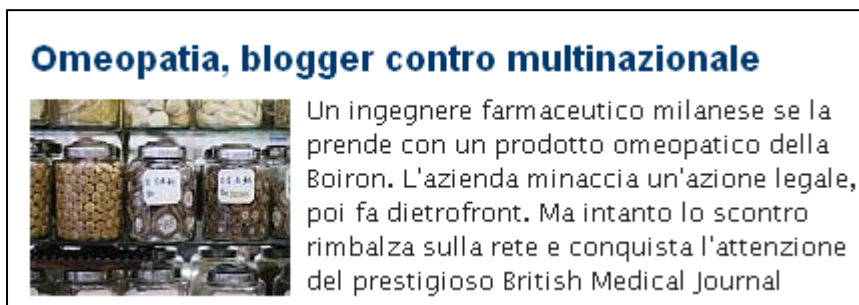 Omeopatia, blogger contro multinazionale
Un ingegnere farmaceutico milanese se la
prende con un prodotto omeopatico della
Boiron. L'azienda minaccia un'azione legale,
poi fa dietrofront. Ma intanto lo scontro
rimbalza sulla rete e conquista l'attenzione
del prestigioso British Medical Journal